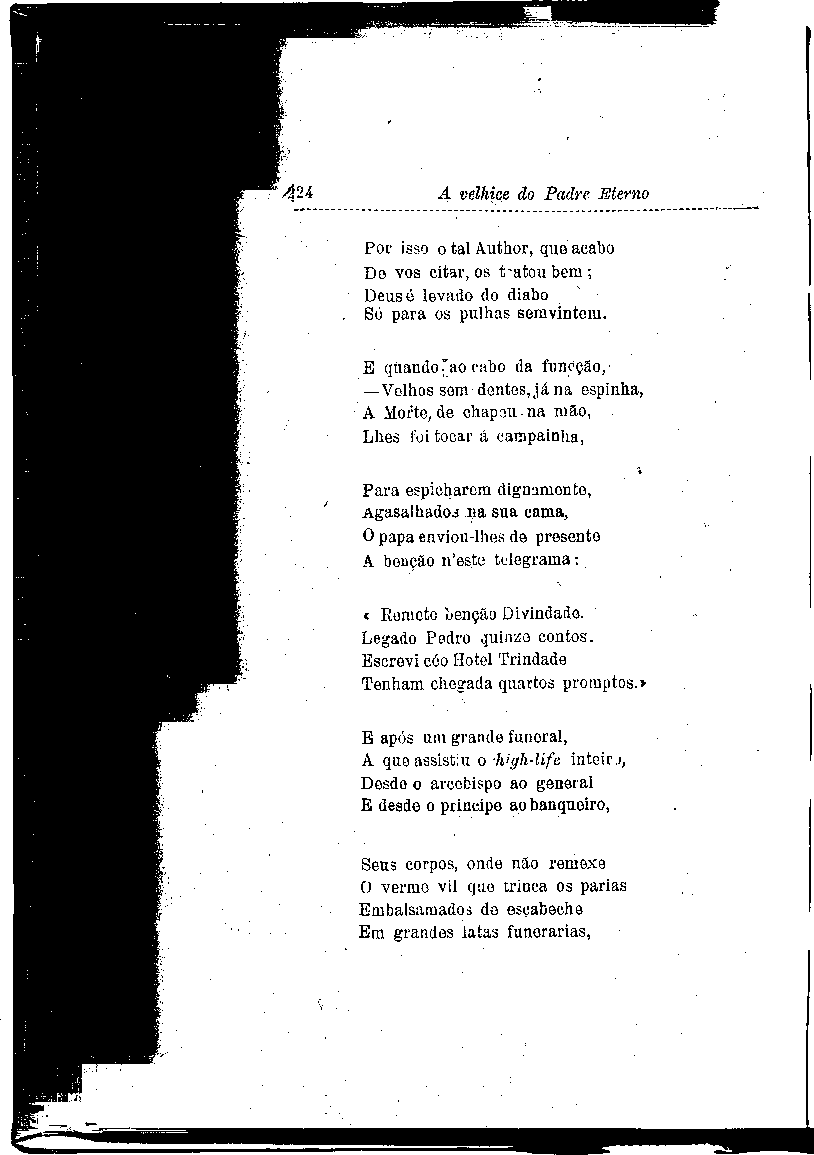 124 A velhice do Padre Eterno
Por isso o tal Author, que acabo
De vos citar, os tratou bem;
Deus é levado do diabo
Só para os pulhas sem vintem.
E quando, ao cabo da funcção,
—Velhos sem dentes, já na espinha,
A Morte, de chapeu na mão,
Lhes foi tocar á campainha,
Para espicharem dignamente,
Agasalhados na sua cama,
O papa enviou-lhes de presente
A benção n'este telegrama:
« Remeto benção Divindade.
Legado Pedro quinze contos.
Escrevi céo Hotel Trindade
Tenham chegada quartos promptos.»
E após um grande funeral,
A que assistiu o high-life inteiro,
Desde o arcebispo ao general
E desde o principe ao banqueiro,
Seus corpos, onde não remexe
O verme vil que trinca os parias
Embalsamados de escabeche
Em grandes latas funerarias,